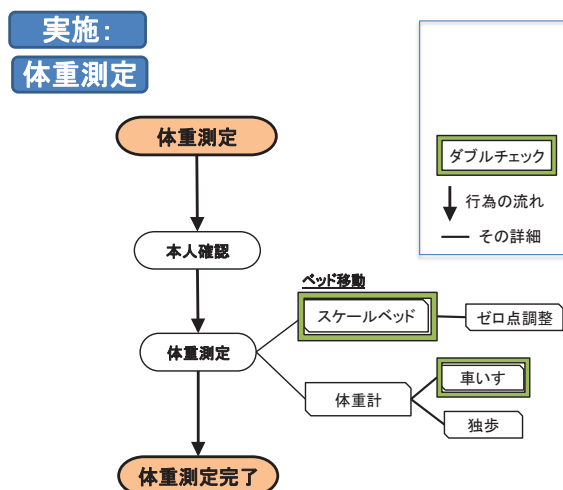 実施:
体重測定
体重測定
ダブルチェック
行為の流れ
その詳細
本人確認
ベッド移動
スケールベッド
ゼロ点調整
体重測定
車いす
体重計
独歩
体重測定完了